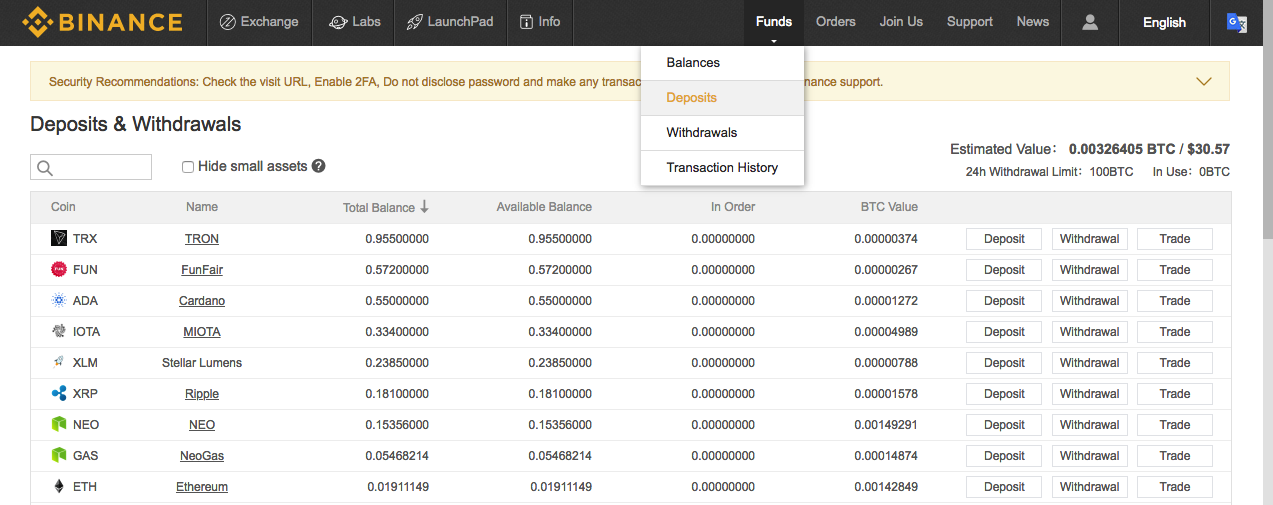 BINANCE Exchange Labs LaunchPad Info Funds Orders Join Us Support News English
Balances
Security Recommendations: Check the visit URL, Enable 2FA, Do not disclose password and make any transac nance support.
Deposits
Deposits & Withdrawals
Withdrawals
Estimated Value: 0.00326405 BTC / $30.57
Hide small assets ?
Transaction History
24h Withdrawal Limit: 100BTC In Use: 0BTC
Coin Name Total Balance Available Balance In Order BTC Value
TRX TRON 0.95500000 0.95500000 0.00000000 0.00000374 Deposit Withdrawal Trade
FUN FunFair 0.57200000 0.57200000 0.00000000 0.00000267 Deposit Withdrawal Trade
ADA Cardano 0.55000000 0.55000000 0.00000000 0.00001272 Deposit Withdrawal Trade
IOTA MIOTA 0.33400000 0.33400000 0.00000000 0.00004989 Deposit Withdrawal Trade
XLM Stellar Lumens 0.23850000 0.23850000 0.00000000 0.00000788 Deposit Withdrawal Trade
XRP Ripple 0.18100000 0.18100000 0.00000000 0.00001578 Deposit Withdrawal Trade
NEO NEO 0.15356000 0.15356000 0.00000000 0.00149291 Deposit Withdrawal Trade
GAS NeoGas 0.05468214 0.05468214 0.00000000 0.00014874 Deposit Withdrawal Trade
ETH Ethereum 0.01911149 0.01911149 0.00000000 0.00142849 Deposit Withdrawal Trade